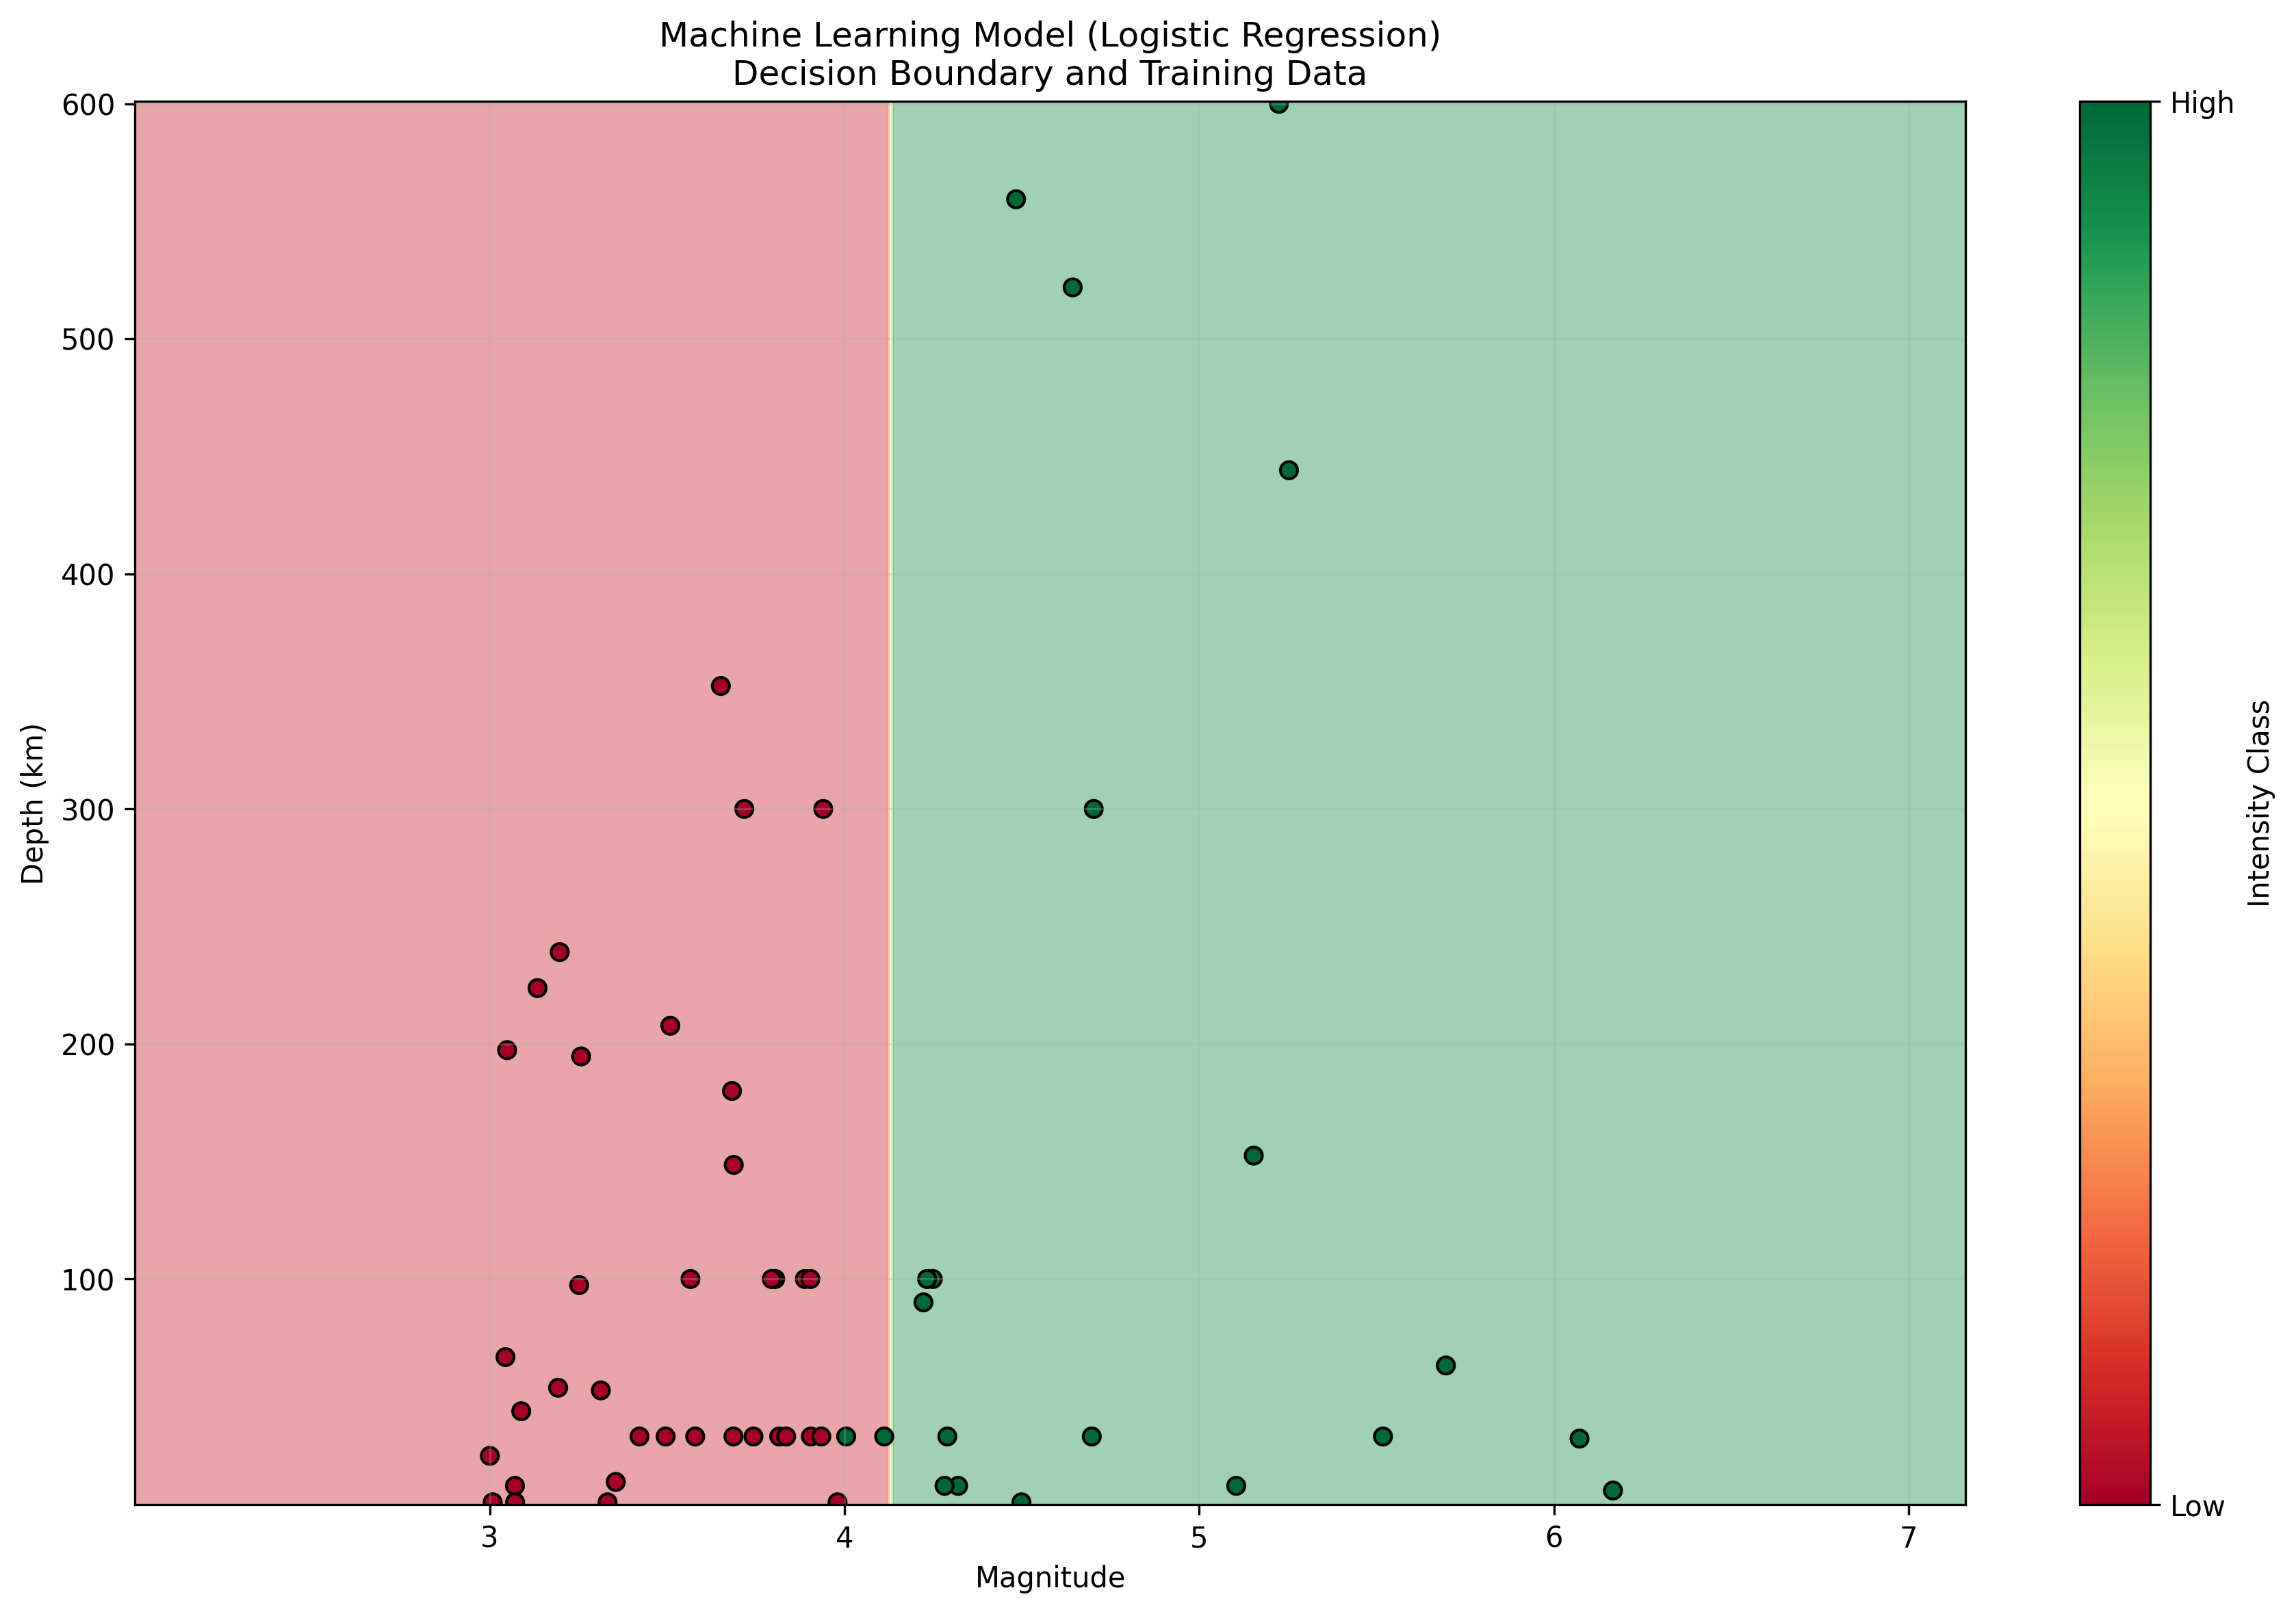 Machine Learning Model (Logistic Regression)
Decision Boundary and Training Data
600
500
400
300
200
100
Depth (km)
3
4
5
6
7
Magnitude
High
Low
Intensity Class